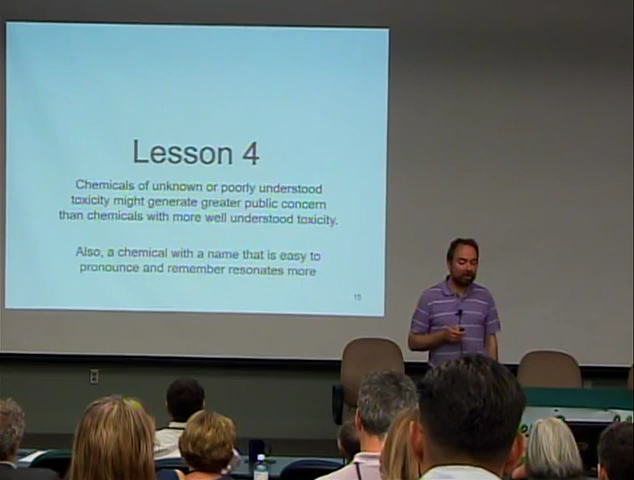 Lesson 4
Chemicals of unknown or poorly understood
toxicity might generate greater public concern
than chemicals with more well understood toxicity.
Also, a chemical with a name that is easy to
pronounce and remember resonates more
15